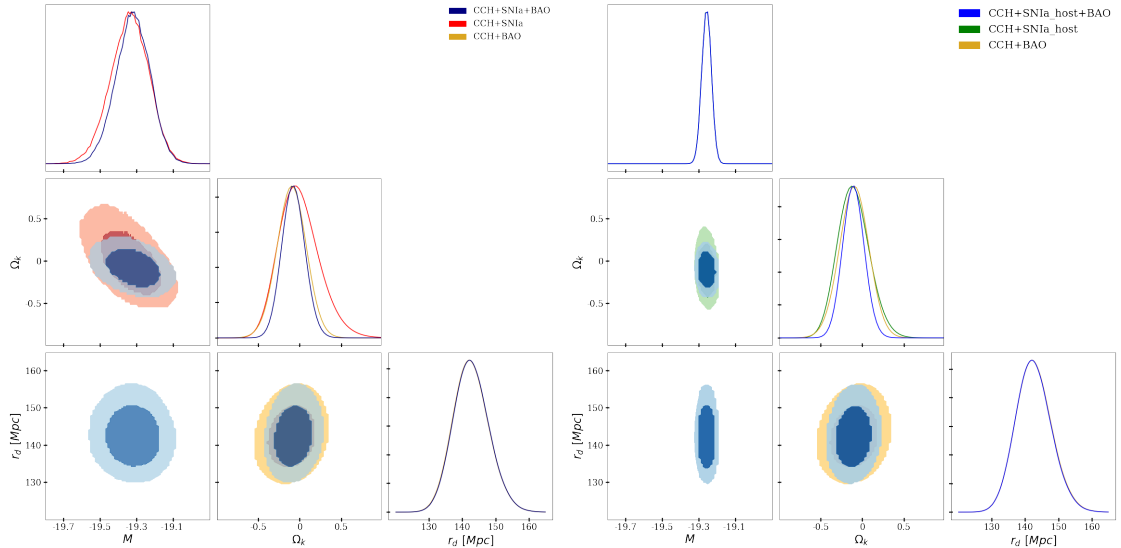 CCH+SNIa+BAO
CCH+SNIa
CCH+BAO
0.5
0
-0.5
Ω_k
160
150
140
130
r_d [Mpc]
-19.7 -19.5 -19.3 -19.1
M
-0.5 0 0.5
Ω_k
130 140 150 160
r_d [Mpc]
CCH+SNIa_host+BAO
CCH+SNIa_host
CCH+BAO
0.5
0
-0.5
Ω_k
160
150
140
130
r_d [Mpc]
-19.7 -19.5 -19.3 -19.1
M
-0.5 0 0.5
Ω_k
130 140 150 160
r_d [Mpc]